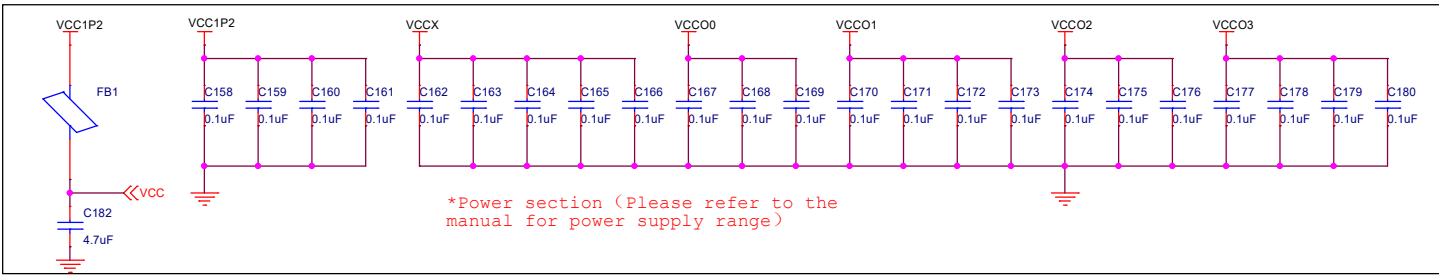 VCC1P2 VCC1P2 VCCX VCCO0 VCCO1 VCCO2 VCCO3
FB1 C158 C159 C160 C161 C162 C163 C164 C165 C166 C167 C168 C169 C170 C171 C172 C173 C174 C175 C176 C177 C178 C179 C180
0.1uF 0.1uF 0.1uF 0.1uF 0.1uF 0.1uF 0.1uF 0.1uF 0.1uF 0.1uF 0.1uF 0.1uF 0.1uF 0.1uF 0.1uF 0.1uF 0.1uF 0.1uF 0.1uF 0.1uF 0.1uF 0.1uF 0.1uF
VCC
C182
4.7uF
*Power section（Please refer to the
manual for power supply range)